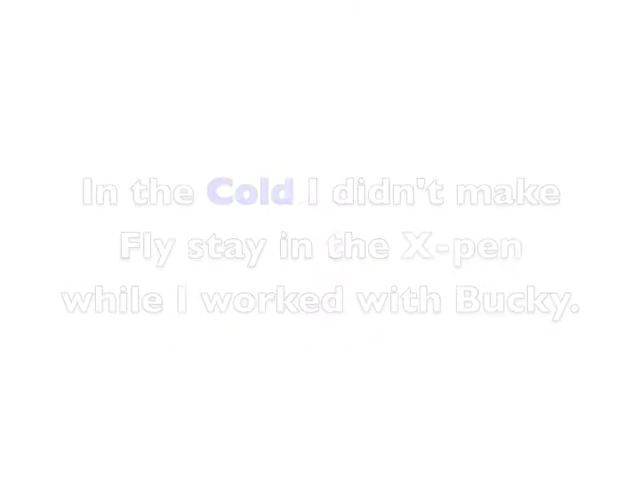 In the Cold I didn't make
Fly stay in the X-pen
while I worked with Bucky.